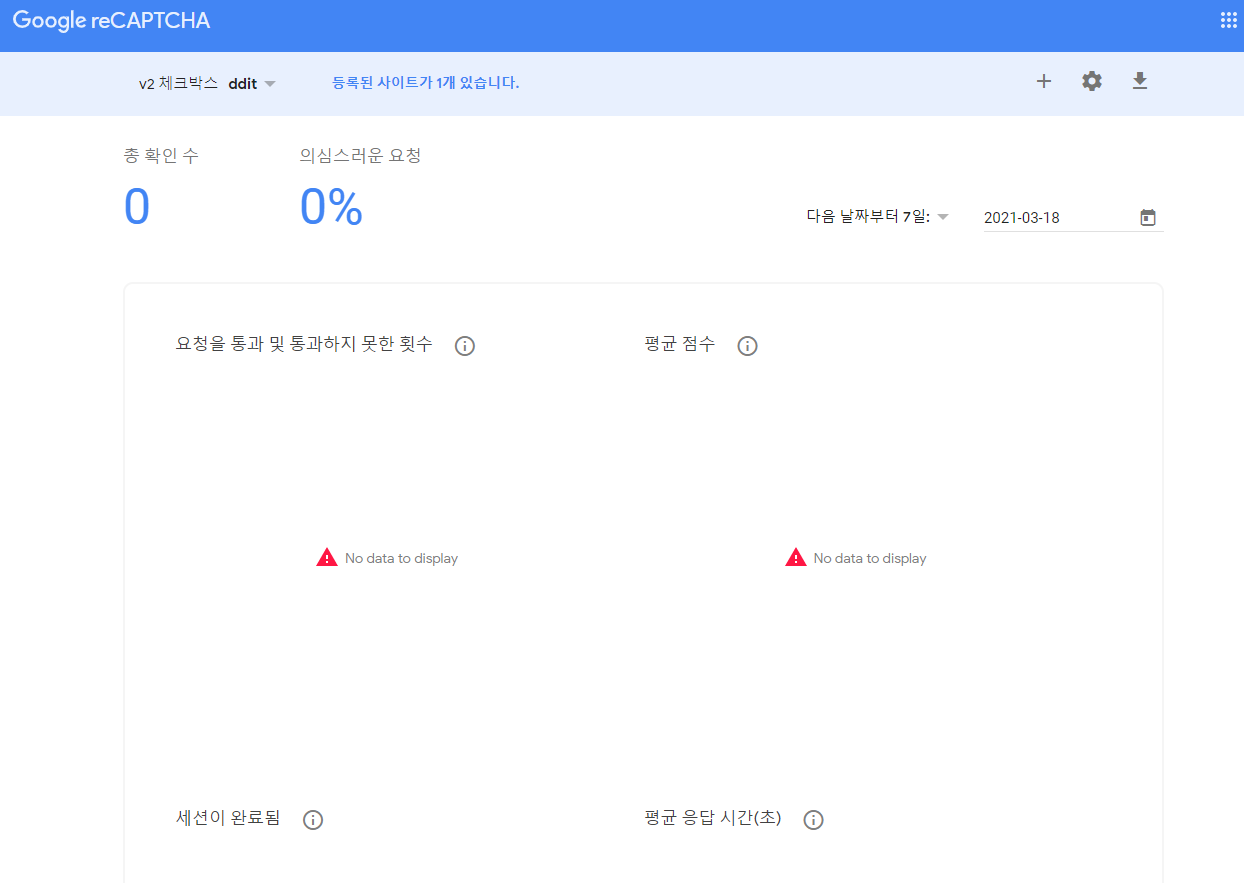 Google reCAPTCHA
v2 체크박스 ddit 등록된 사이트가 1개 있습니다.
총 확인 수 의심스러운 요청
0 0%
다음 날짜부터 7일: 2021-03-18
요청을 통과 및 통과하지 못한 횟수 평균 점수
No data to display No data to display
세션이 완료됨 평균 응답 시간(초)